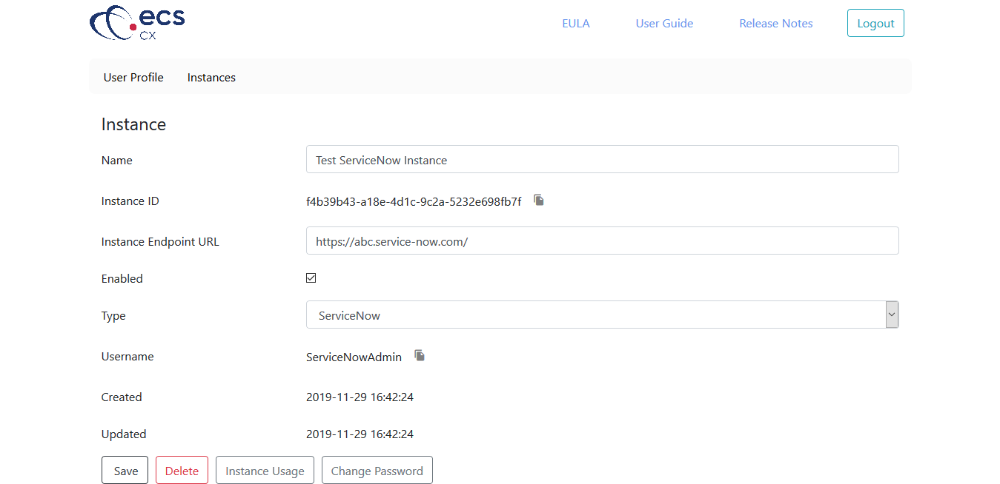 .ecs
CX
EULA User Guide Release Notes Logout
User Profile Instances
Instance
Name Test ServiceNow Instance
Instance ID f4b39b43-a18e-4d1c-9c2a-5232e698fb7f
Instance Endpoint URL https://abc.service-now.com/
Enabled
Type ServiceNow
Username ServiceNowAdmin
Created 2019-11-29 16:42:24
Updated 2019-11-29 16:42:24
Save Delete Instance Usage Change Password